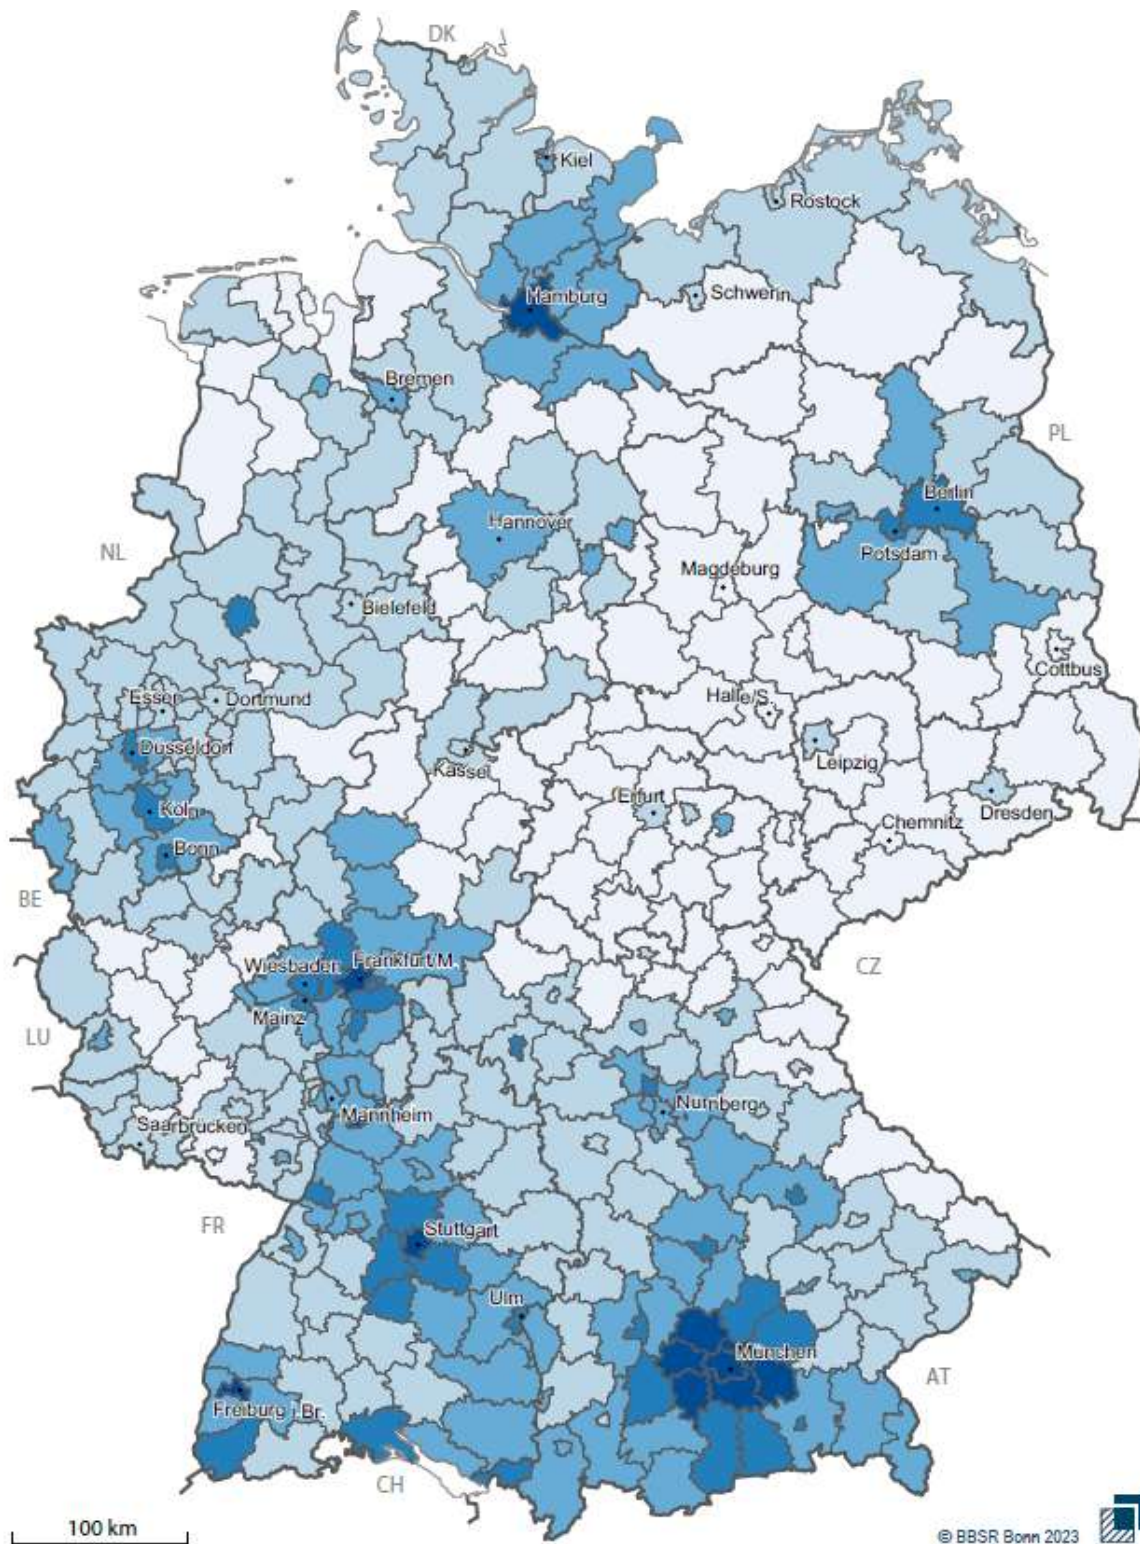 DK
Kiel
Rostock
Hamburg
Schwerin
Bremen
PL
Berlin
Hannover
NL
Potsdam
Magdeburg
Bielefeld
Cottbus
Essen
Dortmund
Halle/S.
Düsseldorf
Leipzig
Kassel
Köln
Erfurt
Dresden
Chemnitz
Bonn
BE
CZ
Wiesbaden
Frankfurt/M.
Mainz
LU
Mannheim
Nürnberg
Saarbrücken
FR
Stuttgart
Ulm
München
AT
Freiburg i.Br.
CH
100 km
© BBSR Bonn 2023